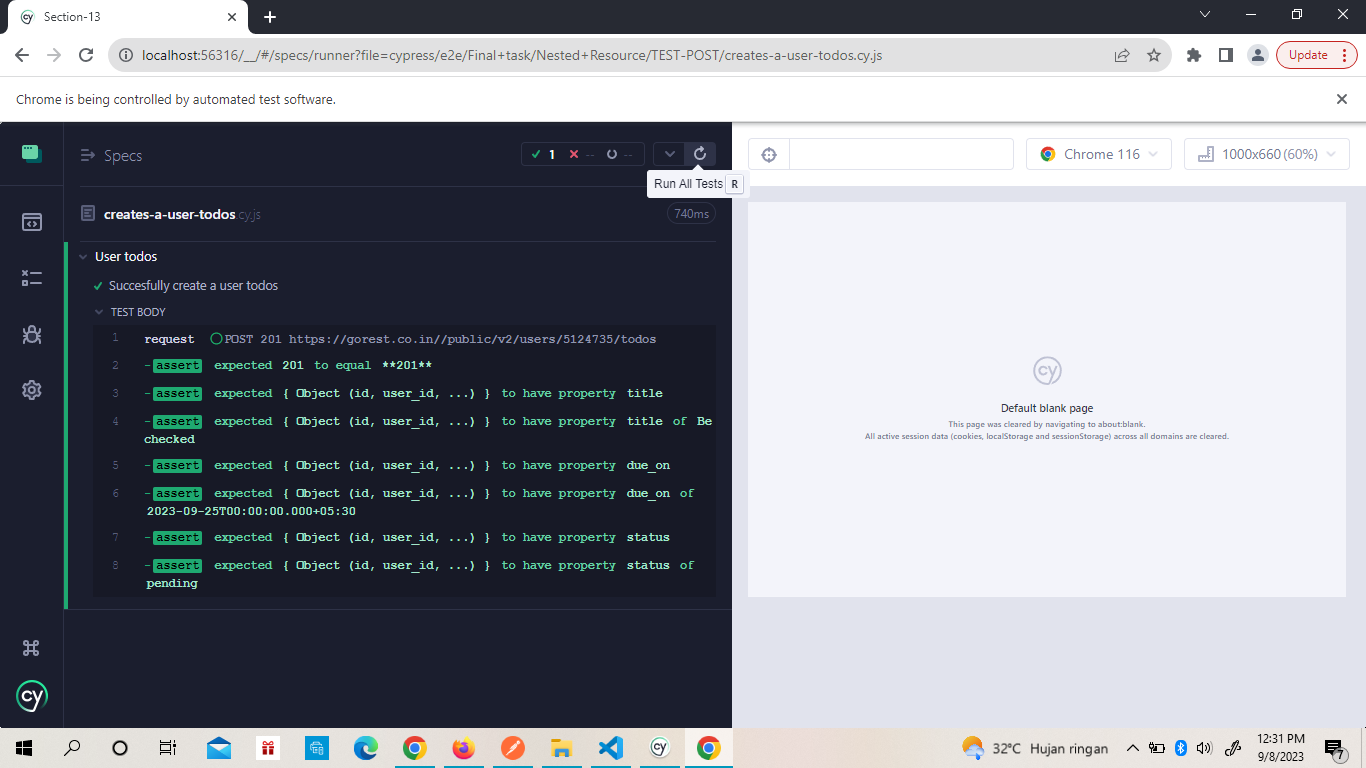 Section-13
localhost:56316/__/#/specs/runner?file=cypress/e2e/Final+task/Nested+Resource/TEST-POST/creates-a-user-todos.cy.js
Update
Chrome is being controlled by automated test software.
Specs
1 -- --
Run All Tests R
Chrome 116
1000x660 (60%)
creates-a-user-todos.cy.js
740ms
User todos
Succesfully create a user todos
TEST BODY
1 request POST 201 https://gorest.co.in//public/v2/users/5124735/todos
2 -assert expected 201 to equal **201**
3 -assert expected { Object (id, user_id, ...) } to have property title
4 -assert expected { Object (id, user_id, ...) } to have property title of Be
checked
5 -assert expected { Object (id, user_id, ...) } to have property due_on
6 -assert expected { Object (id, user_id, ...) } to have property due_on of
2023-09-25T00:00:00.000+05:30
7 -assert expected { Object (id, user_id, ...) } to have property status
8 -assert expected { Object (id, user_id, ...) } to have property status of
pending
cy
Default blank page
This page was cleared by navigating to about:blank.
All active session data (cookies, localStorage and sessionStorage) across all domains are cleared.
cy
32°C Hujan ringan
12:31 PM
9/8/2023
7